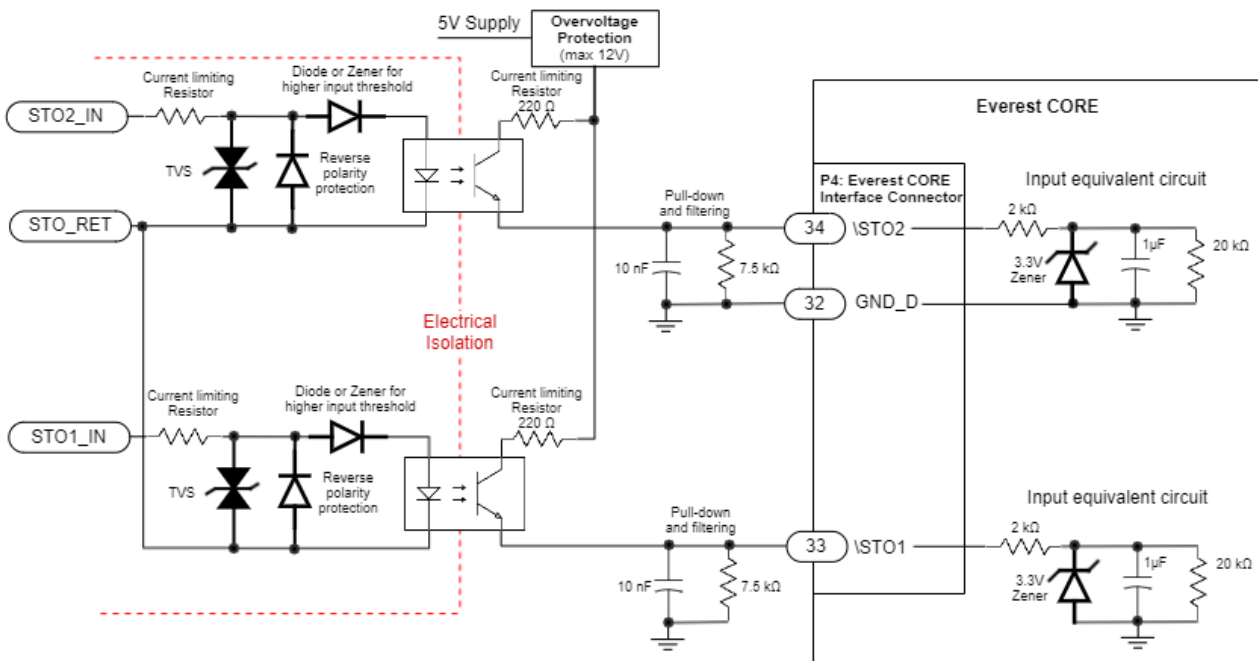 5V Supply
Overvoltage
Protection
(max 12V)
Current limiting
Resistor
Diode or Zener for
higher input threshold
Current limiting
Resistor
220 Ω
STO2_IN
TVS
Reverse
polarity
protection
STO_RET
Everest CORE
P4: Everest CORE
Interface Connector
Input equivalent circuit
Pull-down
and filtering
10 nF
7.5 kΩ
34
\STO2
2 kΩ
3.3V
Zener
1µF
20 kΩ
32
GND_D
Electrical
Isolation
Current limiting
Resistor
Diode or Zener for
higher input threshold
Current limiting
Resistor
220 Ω
STO1_IN
TVS
Reverse
polarity
protection
Pull-down
and filtering
10 nF
7.5 kΩ
33
\STO1
Input equivalent circuit
2 kΩ
3.3V
Zener
1µF
20 kΩ